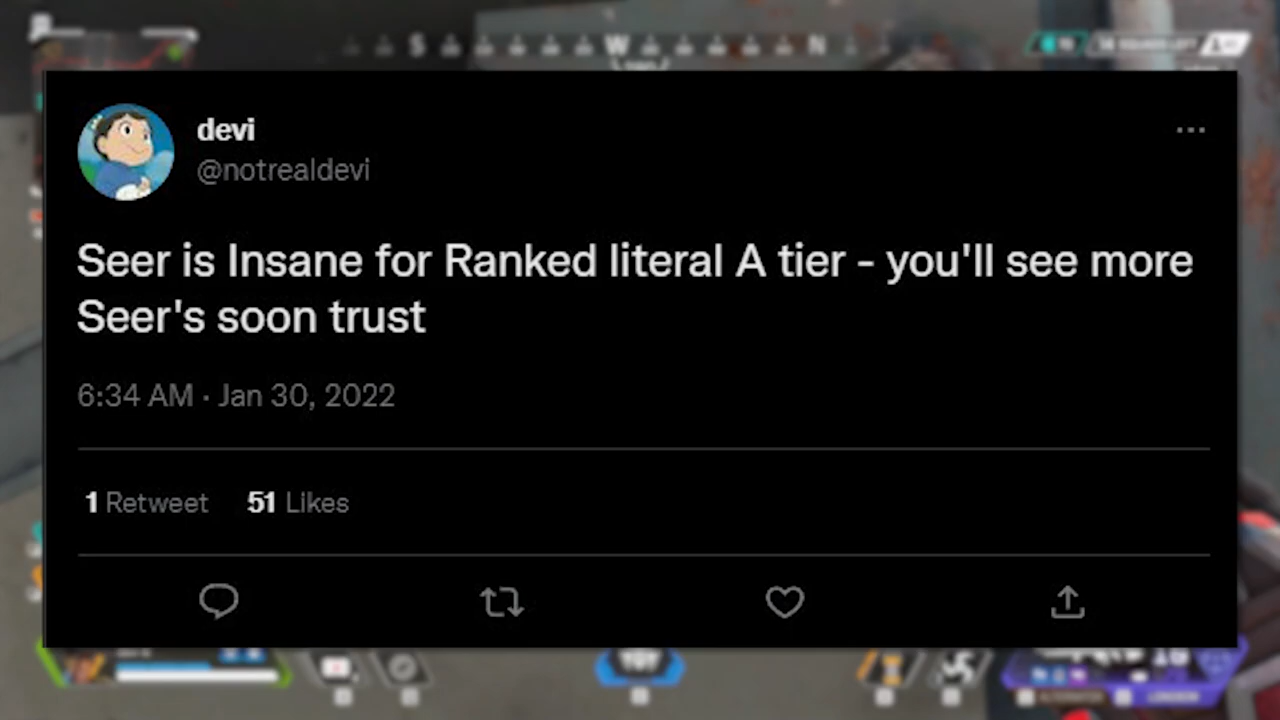 S W N
devi
@notrealdevi
Seer is Insane for Ranked literal A tier - you'll see more
Seer's soon trust
6:34 AM · Jan 30, 2022
1 Retweet 51 Likes